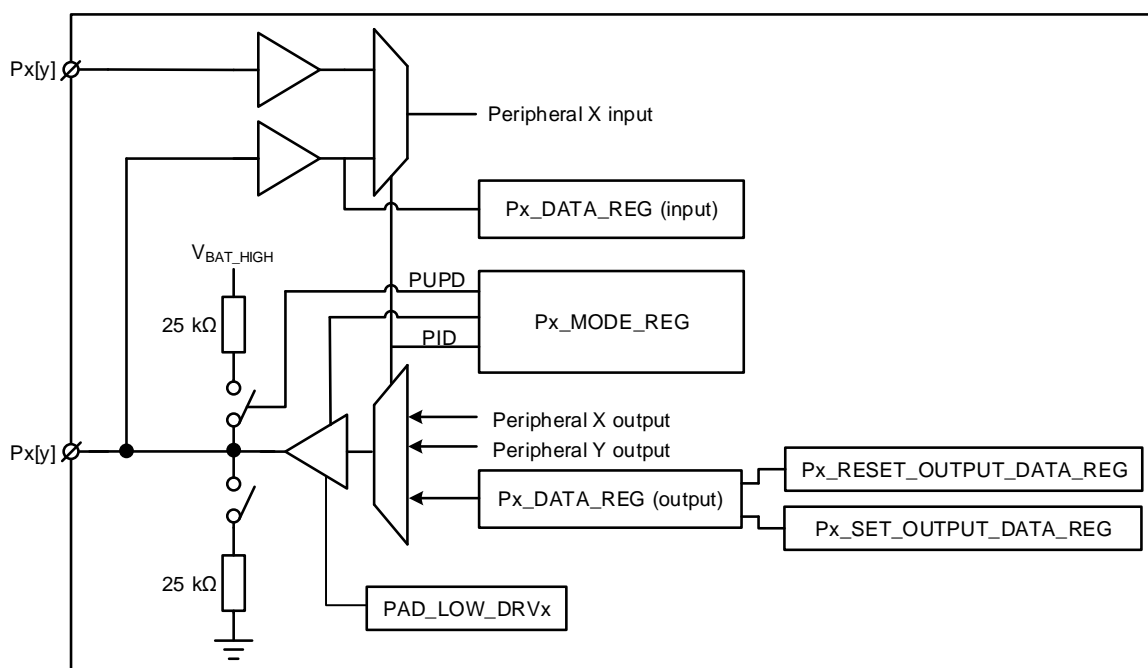 Px[y]
Peripheral X input
Px_DATA_REG (input)
VBAT_HIGH
PUPD
25 kΩ
Px_MODE_REG
PID
Peripheral X output
Px[y]
Peripheral Y output
Px_RESET_OUTPUT_DATA_REG
Px_DATA_REG (output)
Px_SET_OUTPUT_DATA_REG
25 kΩ
PAD_LOW_DRVx